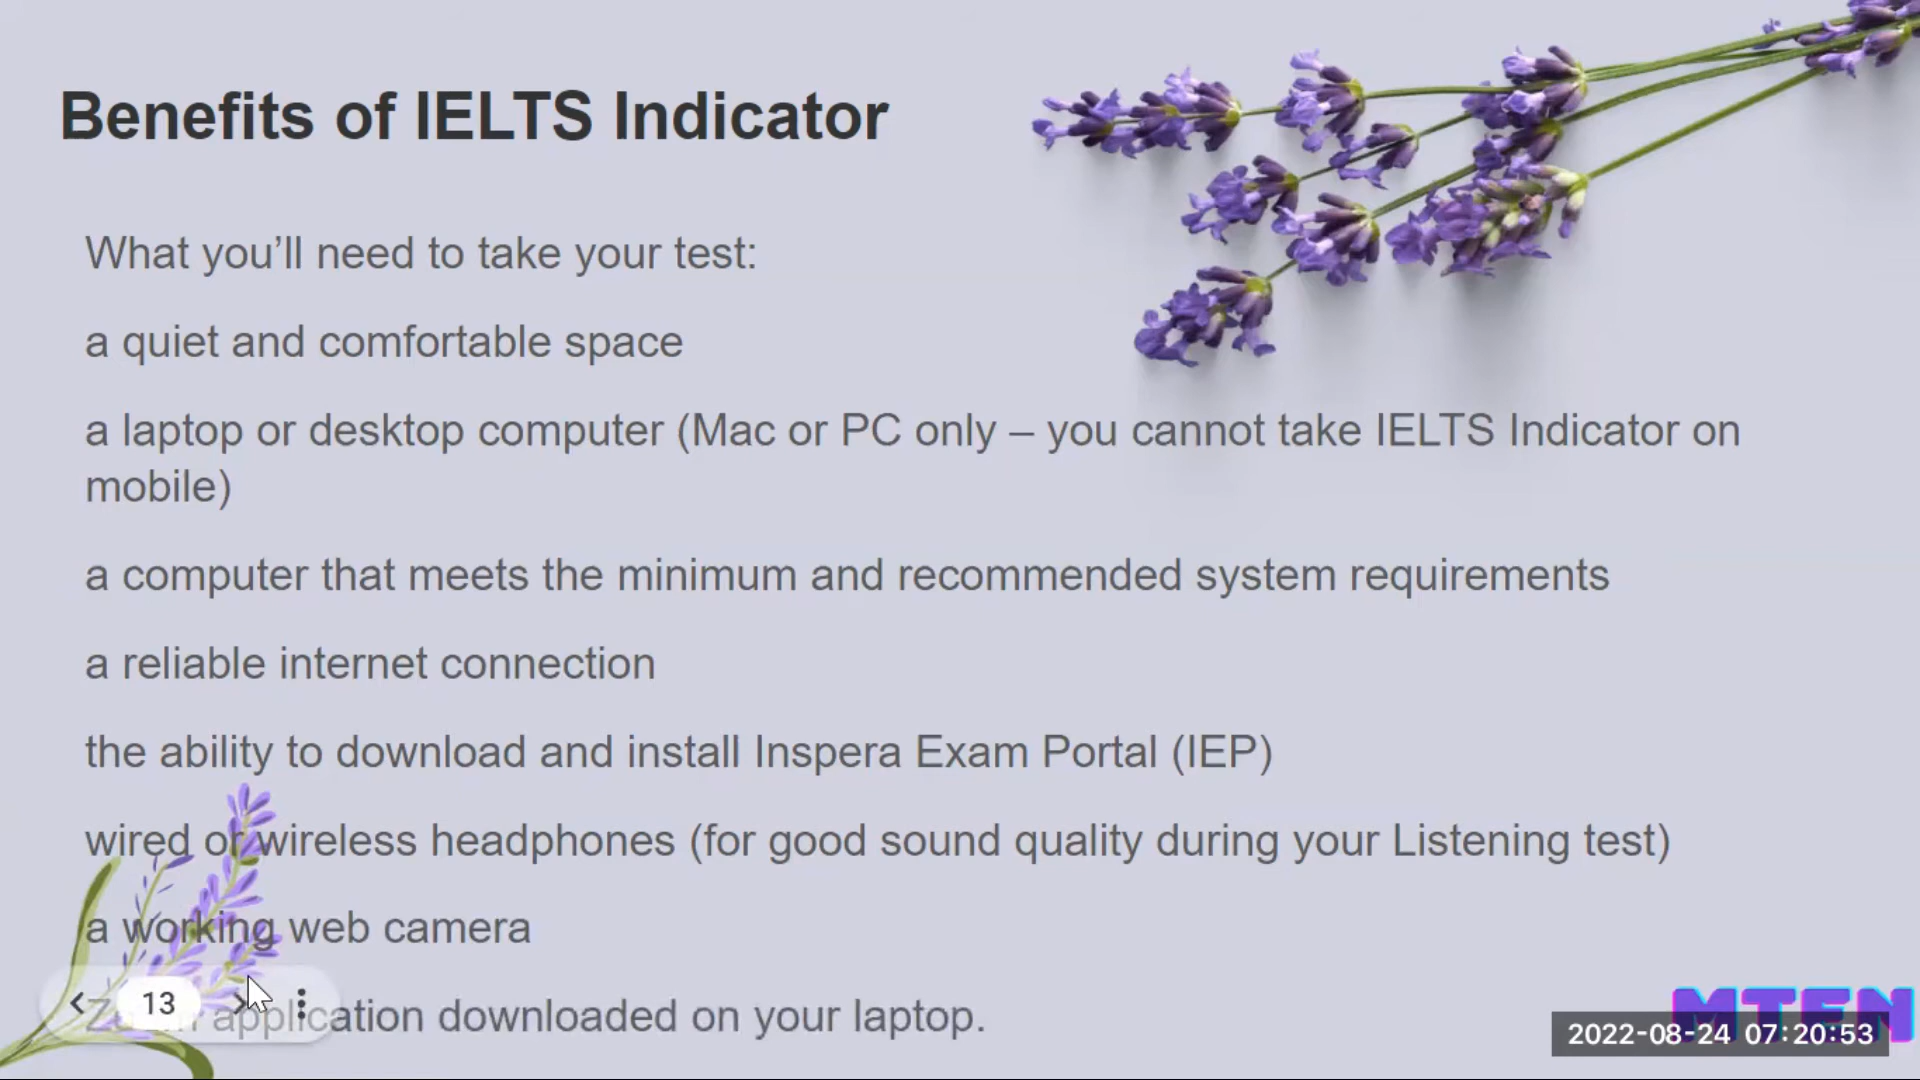 Benefits of IELTS Indicator
What you’ll need to take your test:
a quiet and comfortable space
a laptop or desktop computer (Mac or PC only – you cannot take IELTS Indicator on
mobile)
a computer that meets the minimum and recommended system requirements
a reliable internet connection
the ability to download and install Inspera Exam Portal (IEP)
wired or wireless headphones (for good sound quality during your Listening test)
a working web camera
application downloaded on your laptop.
13
MTEN
2022-08-24 07:20:53